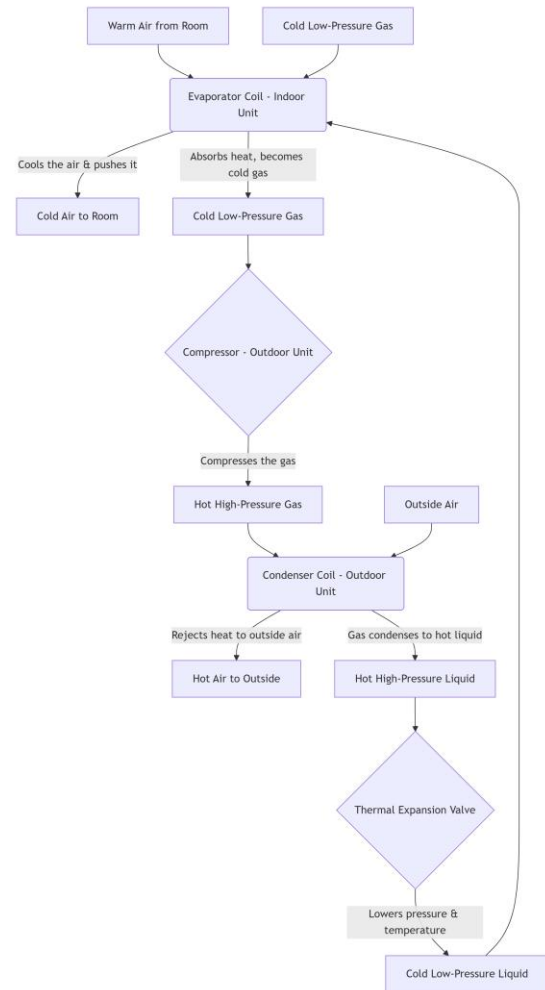 Warm Air from Room
Cold Low-Pressure Gas
Evaporator Coil - Indoor
Unit
Cools the air & pushes it
Absorbs heat, becomes
cold gas
Cold Air to Room
Cold Low-Pressure Gas
Compressor - Outdoor Unit
Compresses the gas
Hot High-Pressure Gas
Outside Air
Condenser Coil - Outdoor
Unit
Rejects heat to outside air
Gas condenses to hot liquid
Hot Air to Outside
Hot High-Pressure Liquid
Thermal Expansion Valve
Lowers pressure &
temperature
Cold Low-Pressure Liquid